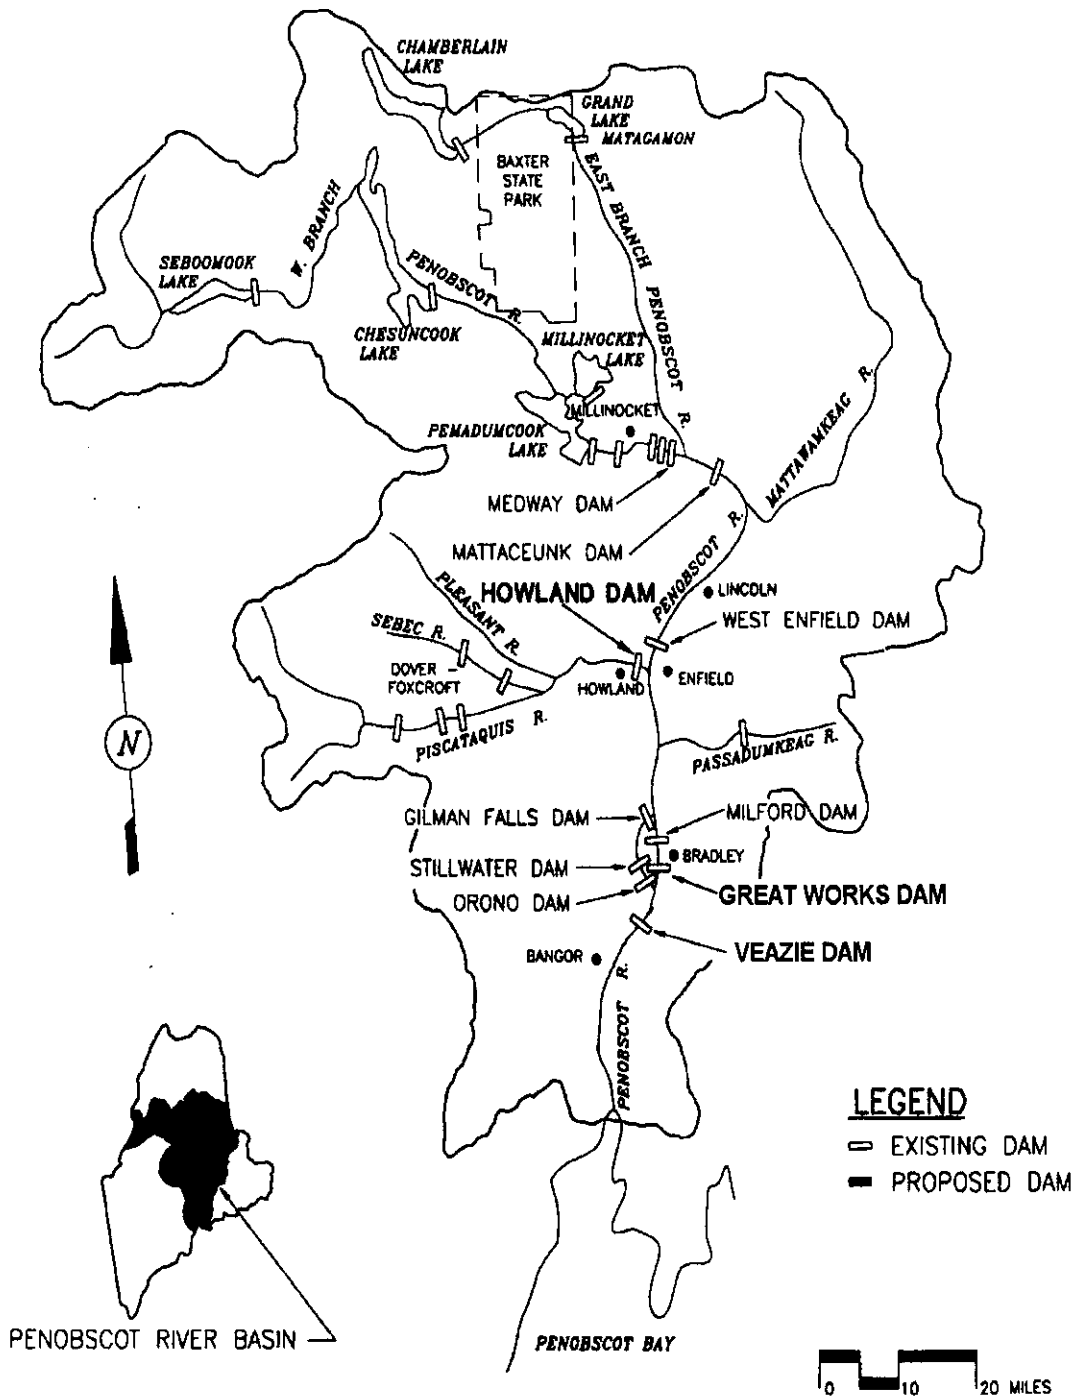 CHAMBERLAIN
LAKE
GRAND
LAKE
MATAGAMON
BAXTER
STATE
PARK
EAST BRANCH PENOBSCOT R.
W. BRANCH
PENOBSCOT R.
SEBOOMOOK
LAKE
CHESUNCOOK
LAKE
MILLINOCKET
LAKE
MILLINOCKET
PEMADUMCOOK
LAKE
MATTAWAMKEAG R.
MEDWAY DAM
MATTACEUNK DAM
PENOBSCOT R.
HOWLAND DAM
LINCOLN
PLEASANT R.
SEBEC R.
WEST ENFIELD DAM
DOVER –
FOXCROFT
HOWLAND
ENFIELD
PISCATAQUIS R.
PASSADUMKEAG R.
N
GILMAN FALLS DAM
MILFORD DAM
BRADLEY
STILLWATER DAM
GREAT WORKS DAM
ORONO DAM
VEAZIE DAM
BANGOR
PENOBSCOT R.
LEGEND
EXISTING DAM
PROPOSED DAM
PENOBSCOT RIVER BASIN
PENOBSCOT BAY
0 10 20 MILES